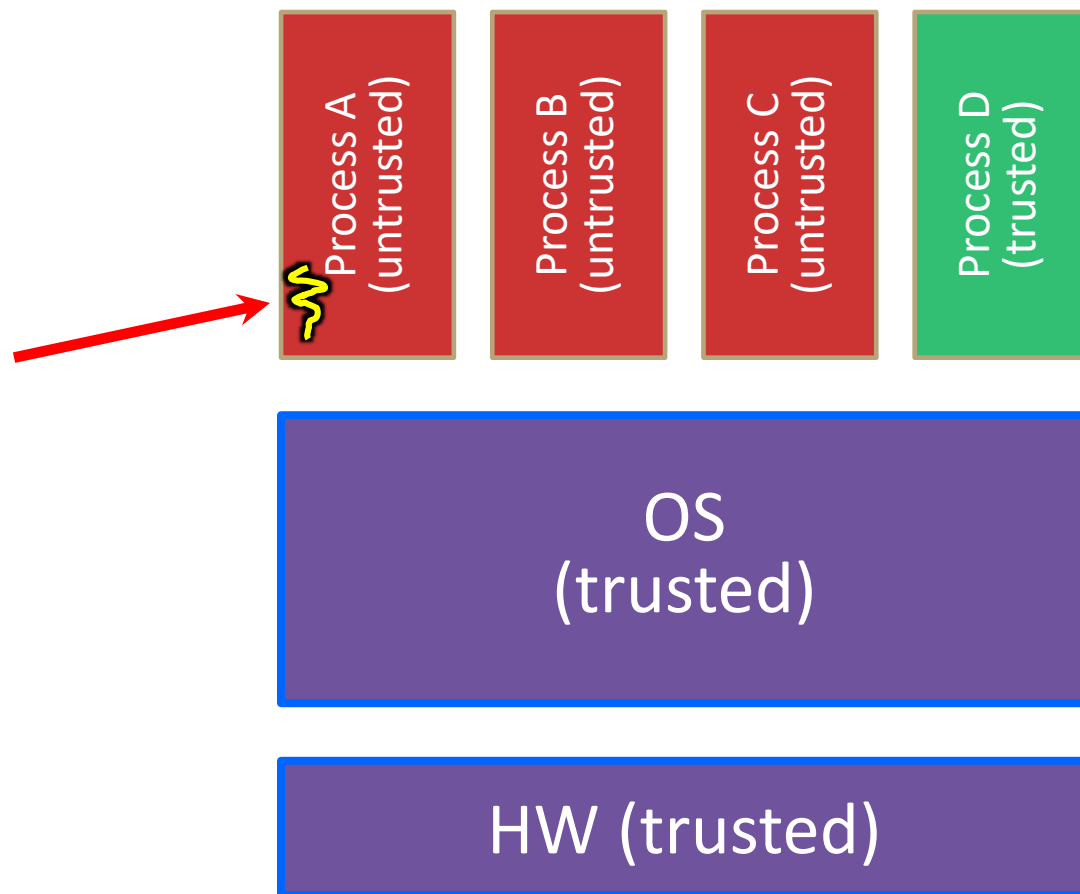 Process A
(untrusted)
Process B
(untrusted)
Process C
(untrusted)
Process D
(trusted)
OS
(trusted)
HW (trusted)